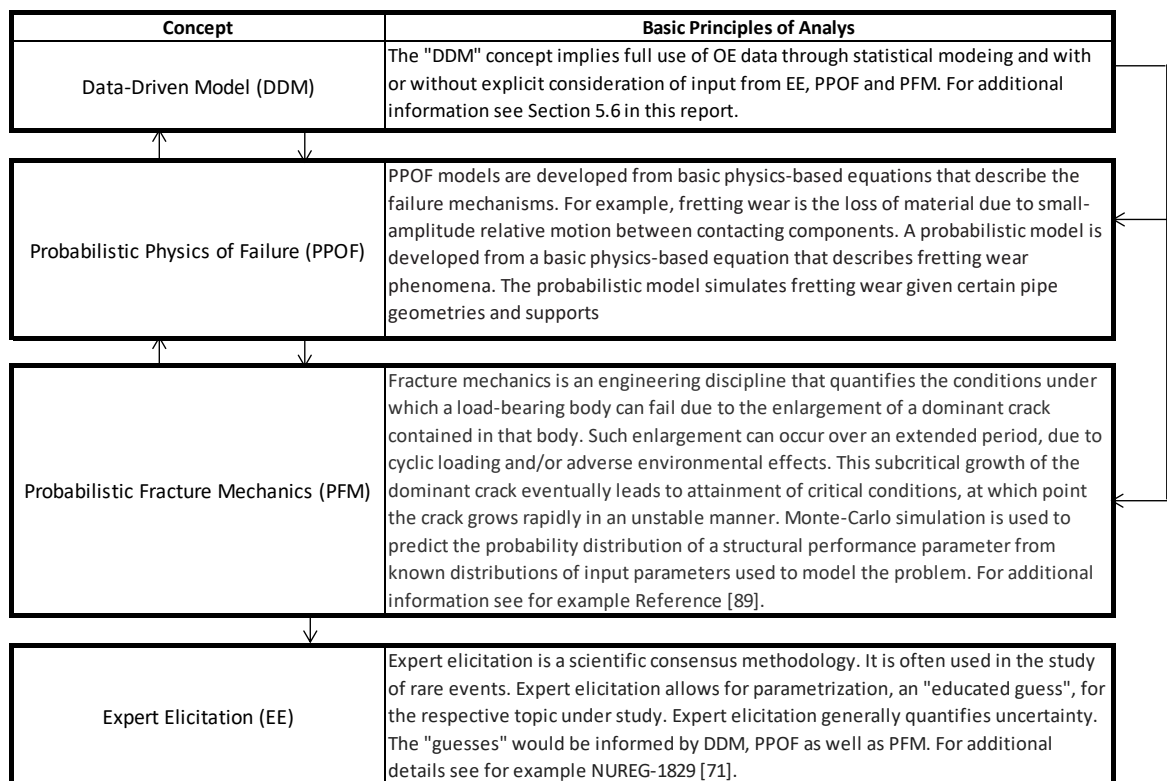 Concept Basic Principles of Analys
Data-Driven Model (DDM)
The "DDM" concept implies full use of OE data through statistical modeing and with
or without explicit consideration of input from EE, PPOF and PFM. For additional
information see Section 5.6 in this report.
Probabilistic Physics of Failure (PPOF)
PPOF models are developed from basic physics-based equations that describe the
failure mechanisms. For example, fretting wear is the loss of material due to small-
amplitude relative motion between contacting components. A probabilistic model is
developed from a basic physics-based equation that describes fretting wear
phenomena. The probabilistic model simulates fretting wear given certain pipe
geometries and supports
Probabilistic Fracture Mechanics (PFM)
Fracture mechanics is an engineering discipline that quantifies the conditions under
which a load-bearing body can fail due to the enlargement of a dominant crack
contained in that body. Such enlargement can occur over an extended period, due to
cyclic loading and/or adverse environmental effects. This subcritical growth of the
dominant crack eventually leads to attainment of critical conditions, at which point
the crack grows rapidly in an unstable manner. Monte-Carlo simulation is used to
predict the probability distribution of a structural performance parameter from
known distributions of input parameters used to model the problem. For additional
information see for example Reference [89].
Expert Elicitation (EE)
Expert elicitation is a scientific consensus methodology. It is often used in the study
of rare events. Expert elicitation allows for parametrization, an "educated guess", for
the respective topic under study. Expert elicitation generally quantifies uncertainty.
The "guesses" would be informed by DDM, PPOF as well as PFM. For additional
details see for example NUREG-1829 [71].